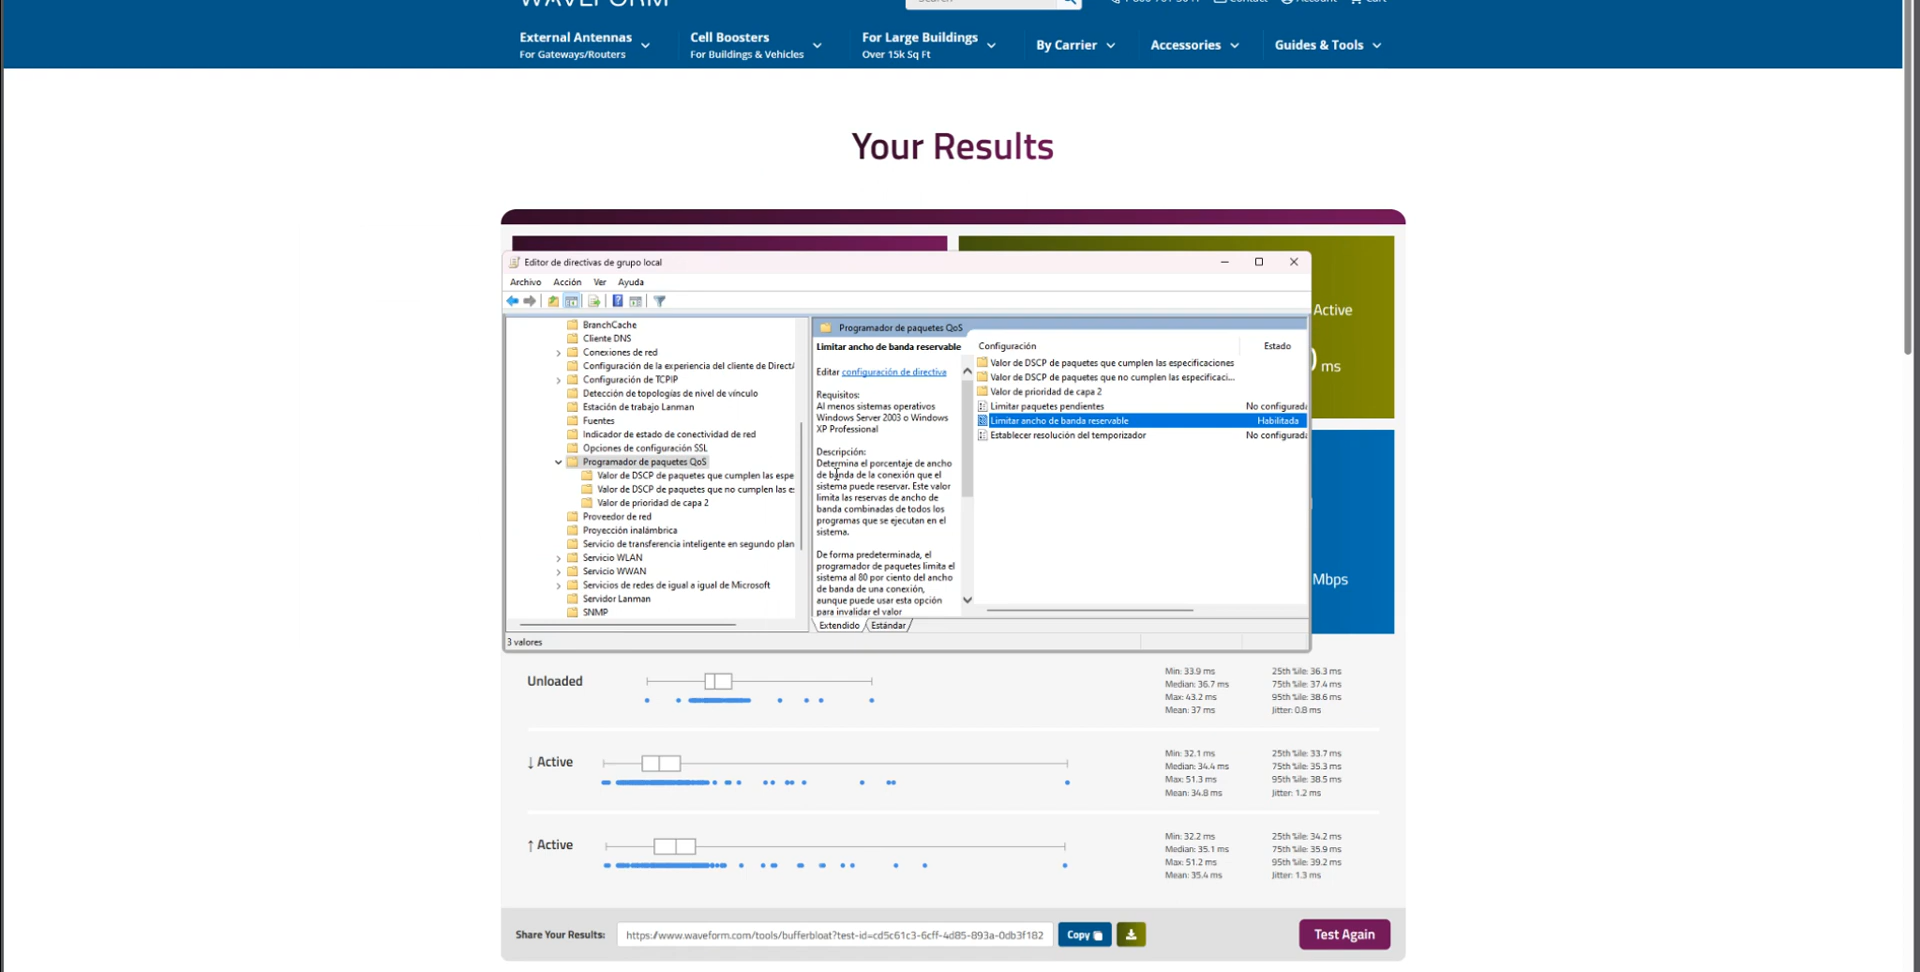 WAVEFORM
Search
Contact
Account
Cart
External Antennas
For Gateways/Routers
Cell Boosters
For Buildings & Vehicles
For Large Buildings
Over 15k Sq Ft
By Carrier
Accessories
Guides & Tools
Your Results
Editor de directivas de grupo local
Archivo Acción Ver Ayuda
BranchCache
Cliente DNS
Conexiones de red
Configuración de la experiencia del cliente de DirectA
Configuración de TCPIP
Detección de topologías de nivel de vínculo
Estación de trabajo Lanman
Fuentes
Indicador de estado de conectividad de red
Opciones de configuración SSL
Programador de paquetes QoS
Valor de DSCP de paquetes que cumplen las espe
Valor de DSCP de paquetes que no cumplen las e
Valor de prioridad de capa 2
Proveedor de red
Proyección inalámbrica
Servicio de transferencia inteligente en segundo plan
Servicio WLAN
Servicio WWAN
Servicios de redes de igual a igual de Microsoft
Servidor Lanman
SNMP
Programador de paquetes QoS
Limitar ancho de banda reservable
Editar configuración de directiva
Requisitos:
Al menos sistemas operativos
Windows Server 2003 o Windows
XP Professional
Descripción:
Determina el porcentaje de ancho
de banda de la conexión que el
sistema puede reservar. Este valor
limita las reservas de ancho de
banda combinadas de todos los
programas que se ejecutan en el
sistema.
De forma predeterminada, el
programador de paquetes limita el
sistema al 80 por ciento del ancho
de banda de una conexión,
aunque puede usar esta opción
para invalidar el valor
Configuración Estado
Valor de DSCP de paquetes que cumplen las especificaciones
Valor de DSCP de paquetes que no cumplen las especificaci...
Valor de prioridad de capa 2
Limitar paquetes pendientes No configurada
Limitar ancho de banda reservable Habilitada
Establecer resolución del temporizador No configurada
Extendido Estándar
3 valores
Active
ms
Mbps
Unloaded
Min: 33.9 ms 25th %ile: 36.3 ms
Median: 36.7 ms 75th %ile: 37.4 ms
Max: 43.2 ms 95th %ile: 38.6 ms
Mean: 37 ms Jitter: 0.8 ms
↓ Active
Min: 32.1 ms 25th %ile: 33.7 ms
Median: 34.4 ms 75th %ile: 35.3 ms
Max: 51.3 ms 95th %ile: 38.5 ms
Mean: 34.8 ms Jitter: 1.2 ms
↑ Active
Min: 32.2 ms 25th %ile: 34.2 ms
Median: 35.1 ms 75th %ile: 35.9 ms
Max: 51.2 ms 95th %ile: 39.2 ms
Mean: 35.4 ms Jitter: 1.3 ms
Share Your Results: https://www.waveform.com/tools/bufferbloat?test-id=cd5c61c3-6cff-4d85-893a-0db3f182 Copy
Test Again